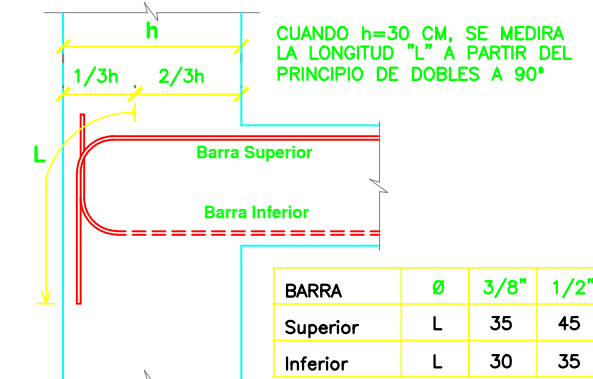 h
CUANDO h=30 CM, SE MEDIRA
LA LONGITUD "L" A PARTIR DEL
PRINCIPIO DE DOBLES A 90°
1/3h
2/3h
L
Barra Superior
Barra Inferior
BARRA Ø 3/8" 1/2"
Superior L 35 45
Inferior L 30 35